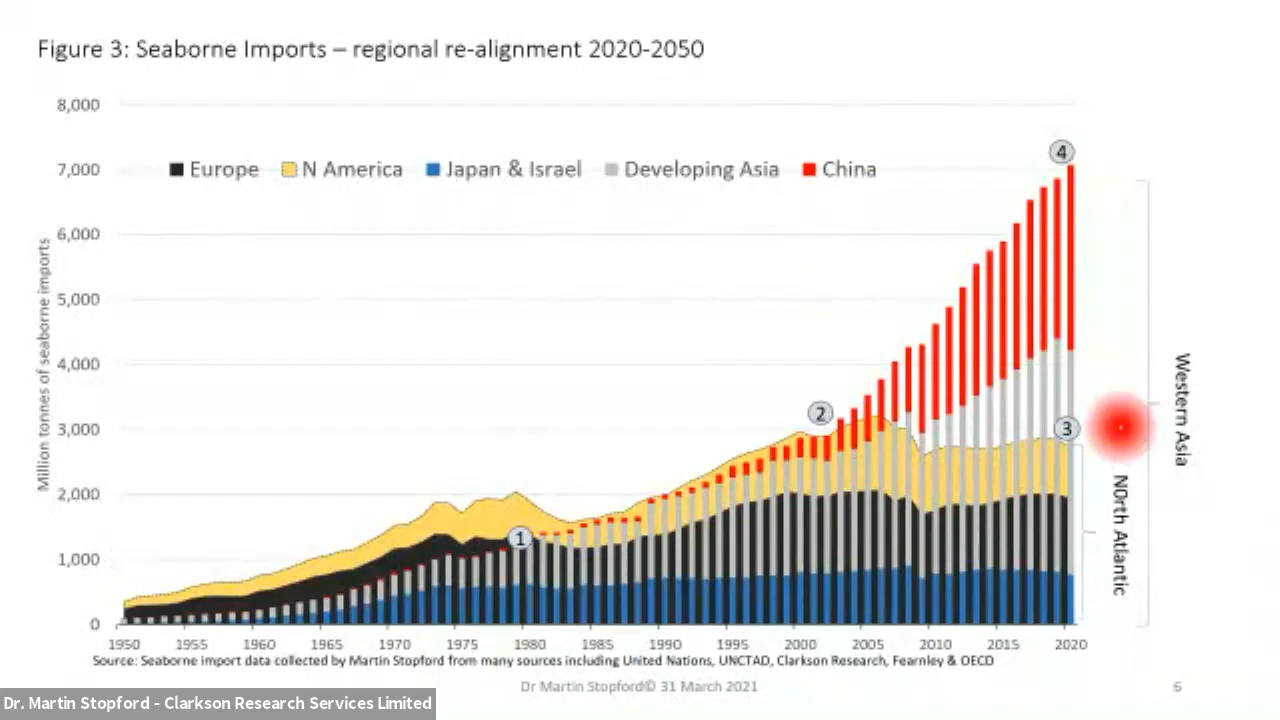 Figure 3: Seaborne Imports – regional re-alignment 2020-2050
8,000
7,000
6,000
5,000
4,000
3,000
2,000
1,000
0
Million tonnes of seaborne imports
Europe N America Japan & Israel Developing Asia China
1
2
3
4
Western Asia
N0rth Atlantic
1950 1955 1960 1965 1970 1975 1980 1985 1990 1995 2000 2005 2010 2015 2020
Source: Seaborne import data collected by Martin Stopford from many sources including United Nations, UNCTAD, Clarkson Research, Fearnley & OECD
Dr Martin Stopford© 31 March 2021
6
Dr. Martin Stopford - Clarkson Research Services Limited